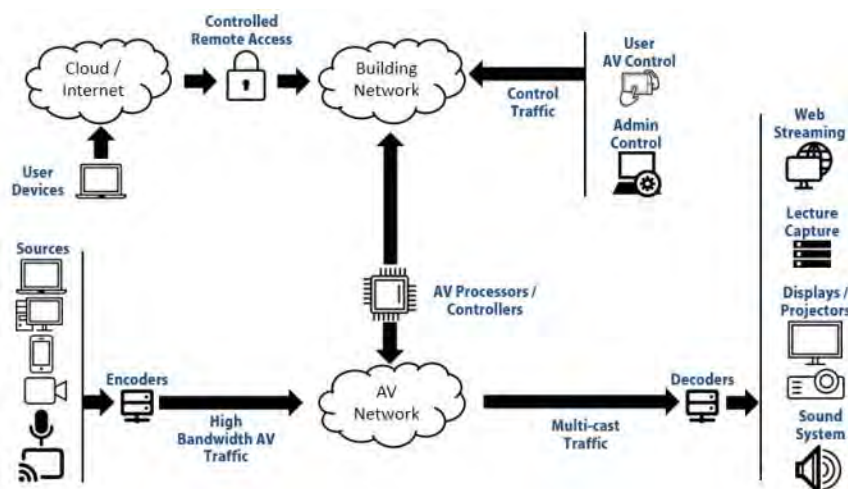 Controlled
Remote Access
Cloud /
Internet
Building
Network
User
AV Control
Control
Traffic
Admin
Control
User
Devices
Web
Streaming
Lecture
Capture
Sources
AV Processors /
Controllers
Displays /
Projectors
Encoders
AV
Network
Decoders
High
Bandwidth AV
Traffic
Multi-cast
Traffic
Sound
System